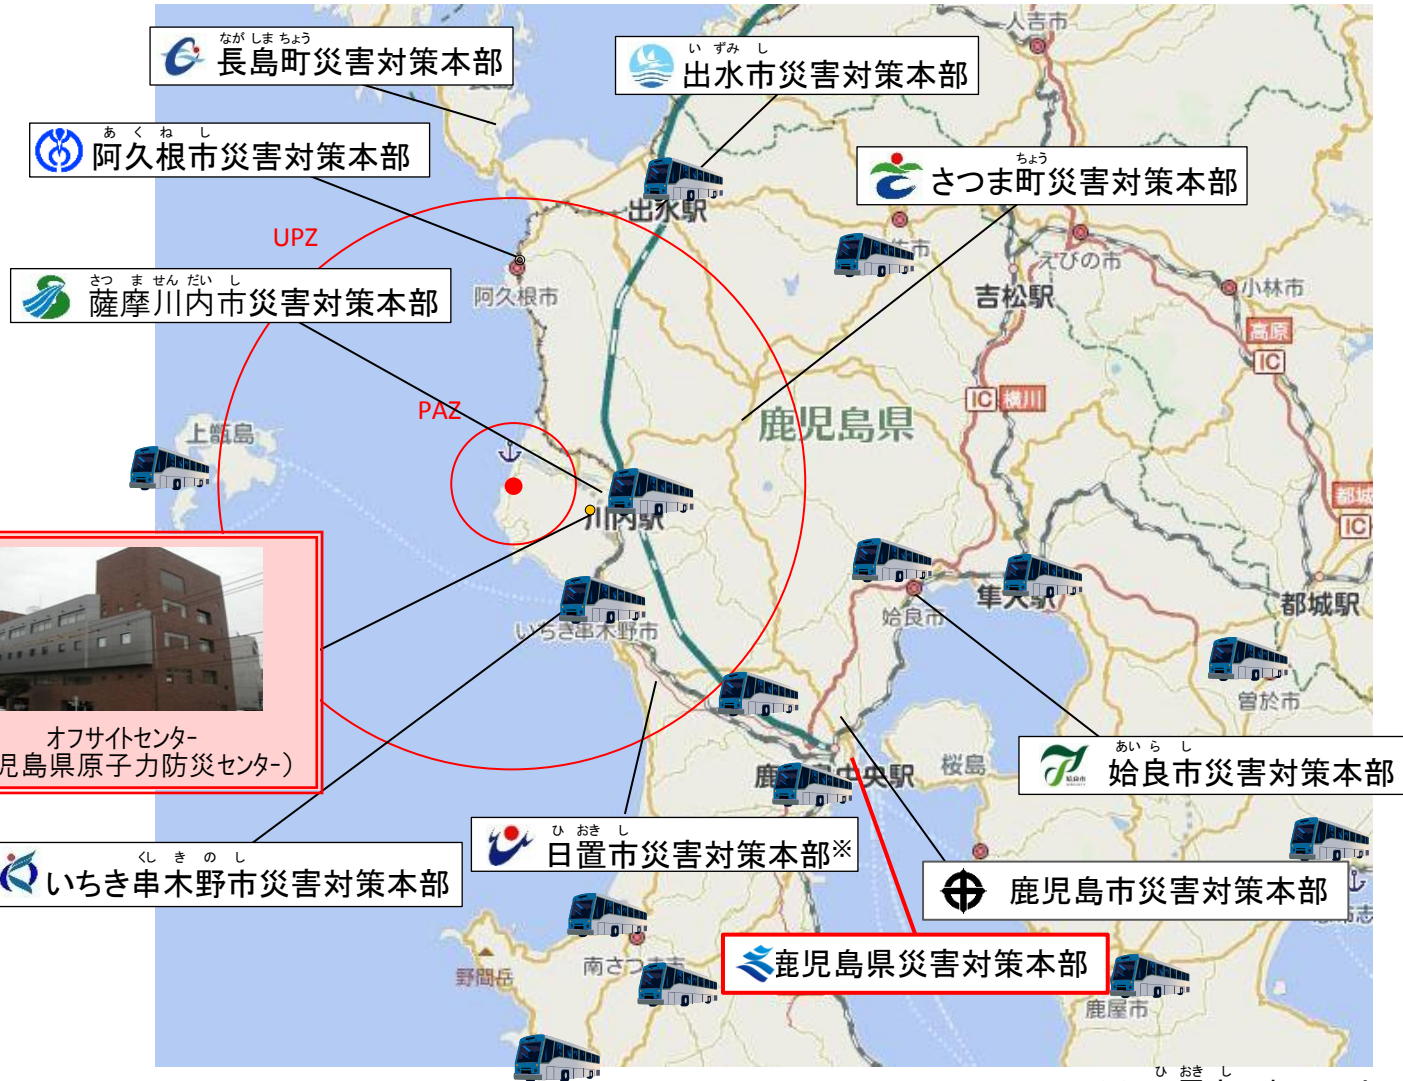 人吉市
なが しま ちょう
長島町災害対策本部
い ずみ し
出水市災害対策本部
あ く ね し
阿久根市災害対策本部
ちょう
さつま町災害対策本部
出水駅
UPZ
えびの市
さつ ま せん だい し
薩摩川内市災害対策本部
阿久根市
吉松駅
小林市
高原
IC
IC 横川
PAZ
鹿児島県
上甑島
都城
IC
川内駅
隼人駅
都城駅
姶良市
いちき串木野市
曽於市
オフサイトセンター
児島県原子力防災センター）
桜島
あい ら し
姶良市災害対策本部
ひ おき し
日置市災害対策本部※
くし き の し
いちき串木野市災害対策本部
鹿児島市災害対策本部
鹿児島県災害対策本部
野間岳
南さつま市
鹿屋市
ひ おき し